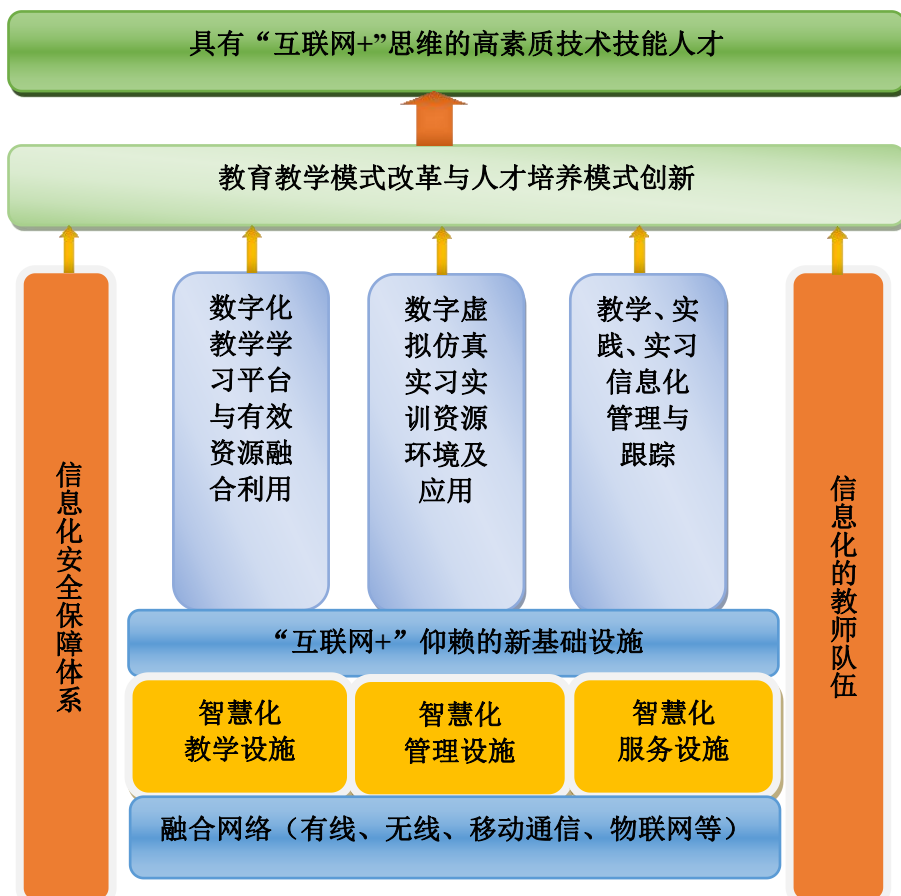 具有“互联网+”思维的高素质技术技能人才
教育教学模式改革与人才培养模式创新
信息化安全保障体系
数字化
教学学
习平台
与有效
资源融
合利用
数字虚
拟仿真
实习实
训资源
环境及
应用
教学、实
践、实习
信息化
管理与
跟踪
信息化的教师队伍
“互联网+”仰赖的新基础设施
智慧化
教学设施
智慧化
管理设施
智慧化
服务设施
融合网络（有线、无线、移动通信、物联网等）